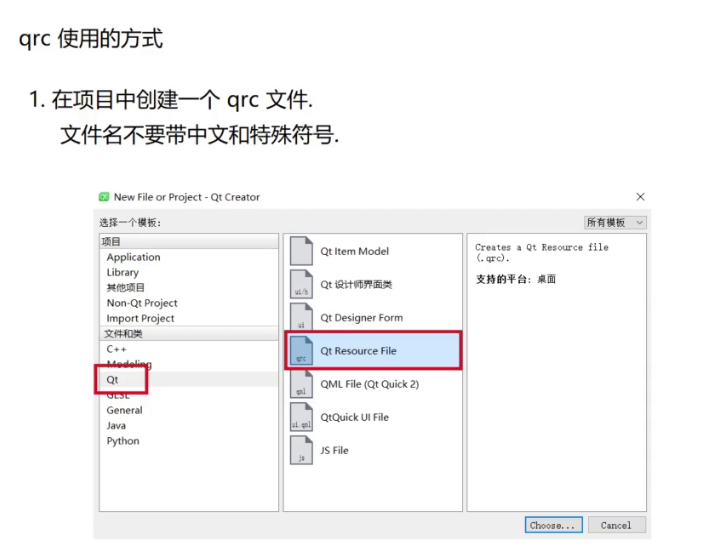 qrc 使用的方式
1. 在项目中创建一个 qrc 文件.
文件名不要带中文和特殊符号.
New File or Project - Qt Creator
选择一个模板:
所有模板
项目
Application
Library
其他项目
Non-Qt Project
Import Project
文件和类
C++
Modeling
Qt
GLSL
General
Java
Python
Qt Item Model
ui/h
Qt 设计师界面类
ui
Qt Designer Form
qrc
Qt Resource File
qml
QML File (Qt Quick 2)
ui.qml
QtQuick UI File
js
JS File
Creates a Qt Resource file
(.qrc).
支持的平台: 桌面
Choose...
Cancel